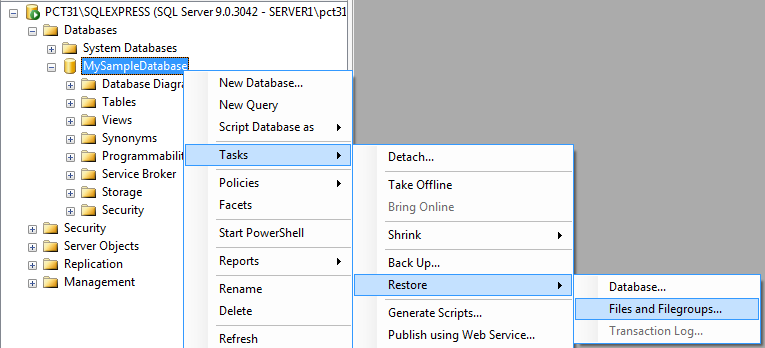 PCT31\SQLEXPRESS (SQL Server 9.0.3042 - SERVER1\pct31
Databases
System Databases
MySampleDatabase
Database Diagra
Tables
Views
Synonyms
Programmabilit
Service Broker
Storage
Security
Security
Server Objects
Replication
Management
New Database...
New Query
Script Database as
Tasks
Policies
Facets
Start PowerShell
Reports
Rename
Delete
Refresh
Detach...
Take Offline
Bring Online
Shrink
Back Up...
Restore
Generate Scripts...
Publish using Web Service...
Database...
Files and Filegroups...
Transaction Log...